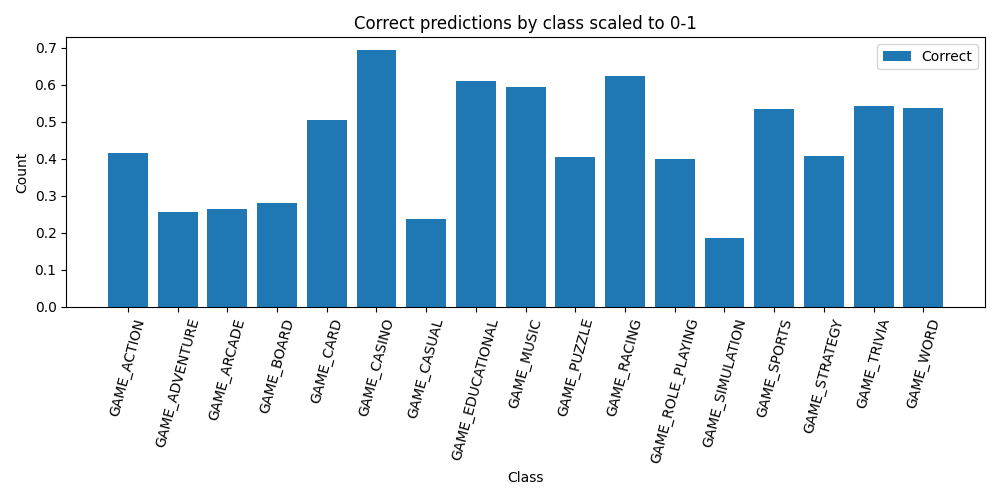 Correct predictions by class scaled to 0-1
Correct
Count
0.7
0.6
0.5
0.4
0.3
0.2
0.1
0.0
GAME_ACTION
GAME_ADVENTURE
GAME_ARCADE
GAME_BOARD
GAME_CARD
GAME_CASINO
GAME_CASUAL
GAME_EDUCATIONAL
GAME_MUSIC
GAME_PUZZLE
GAME_RACING
GAME_ROLE_PLAYING
GAME_SIMULATION
GAME_SPORTS
GAME_STRATEGY
GAME_TRIVIA
GAME_WORD
Class